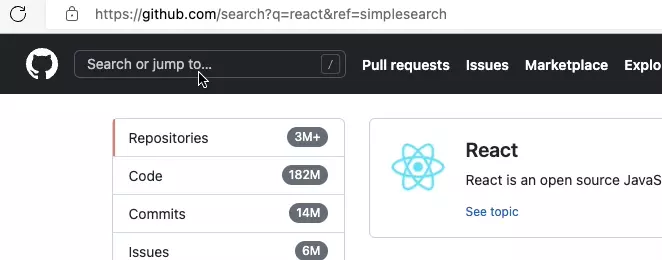 https://github.com/search?q=react&ref=simplesearch
Search or jump to... /
Pull requests Issues Marketplace Explo
Repositories 3M+
Code 182M
Commits 14M
Issues 6M
React
React is an open source JavaS
See topic